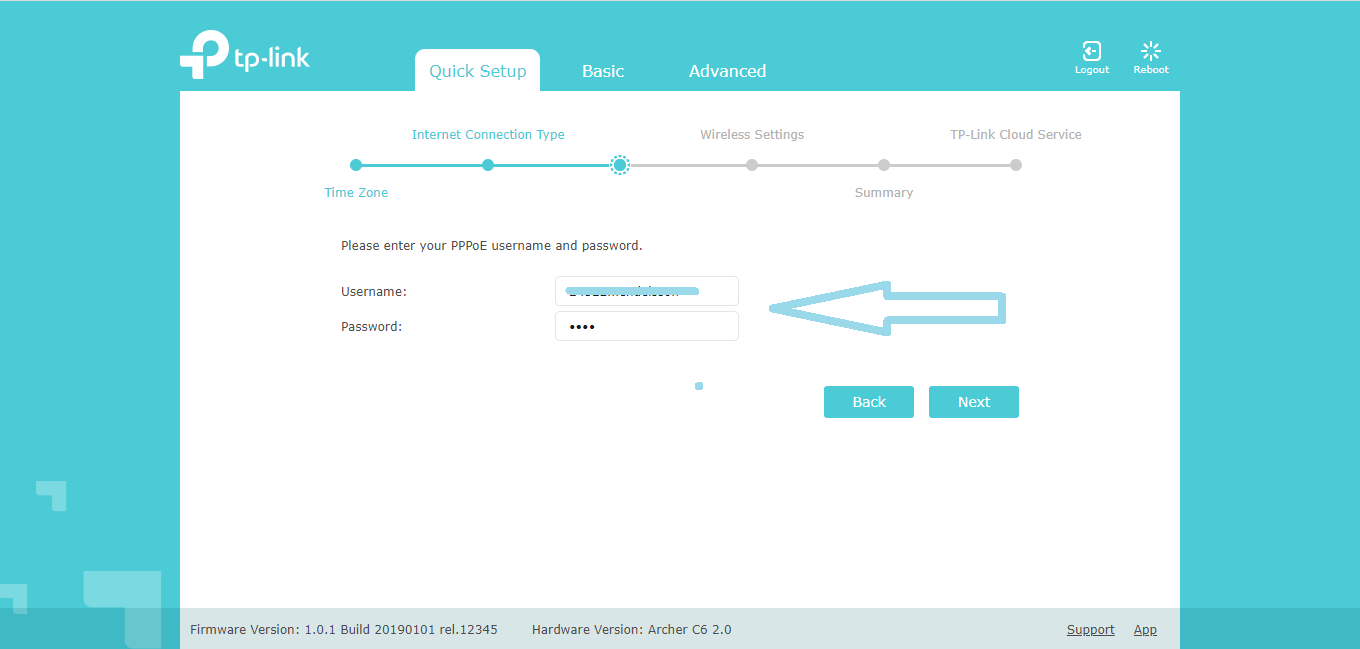 tp-link
Quick Setup Basic Advanced
Logout Reboot
Internet Connection Type Wireless Settings TP-Link Cloud Service
Time Zone Summary
Please enter your PPPoE username and password.
Username:
Password: ••••
Back Next
Firmware Version: 1.0.1 Build 20190101 rel.12345 Hardware Version: Archer C6 2.0 Support App